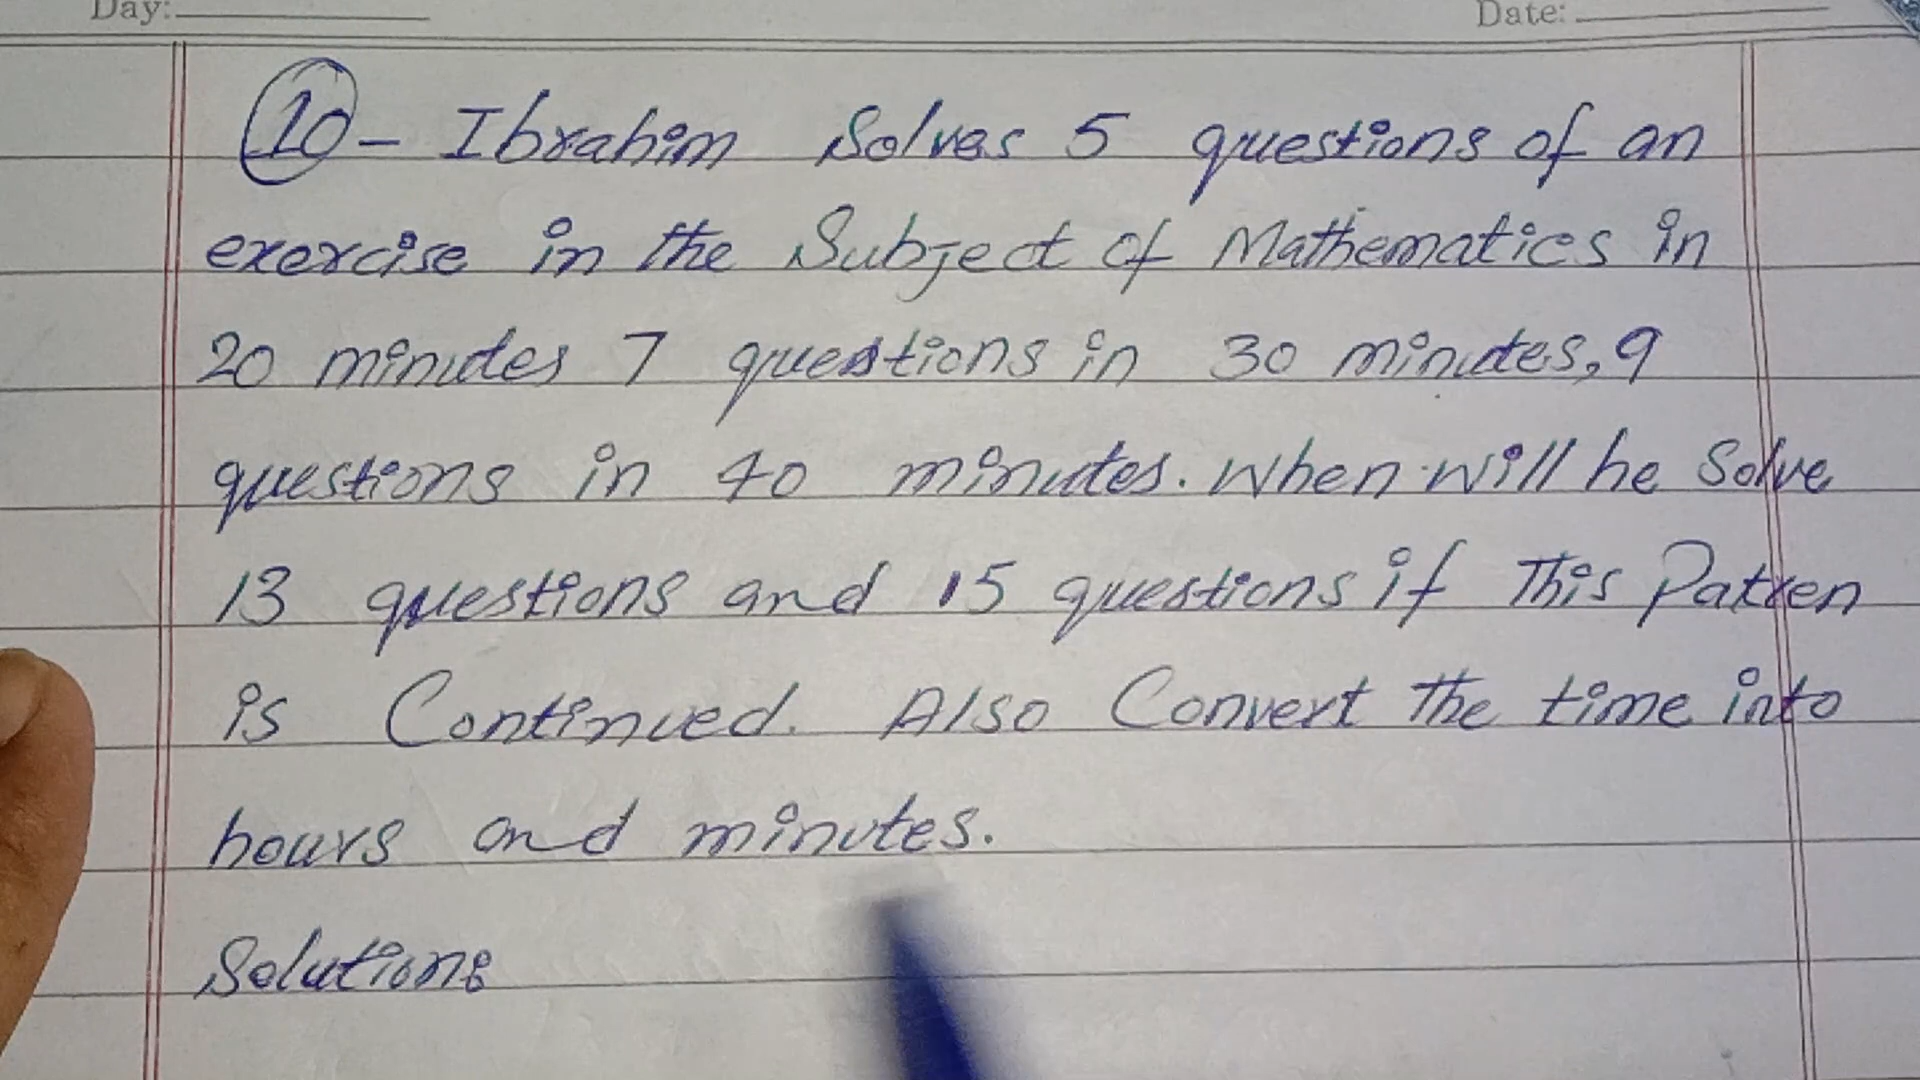 Day:
Date:
10- Ibrahim Solves 5 questions of an
exercise in the Subject of Mathematics in
20 minutes 7 questions in 30 minutes, 9
questions in 40 minutes. When will he Solve
13 questions and 15 questions if This Patren
is Continued. Also Convert The time into
hours and minutes.
Solution: